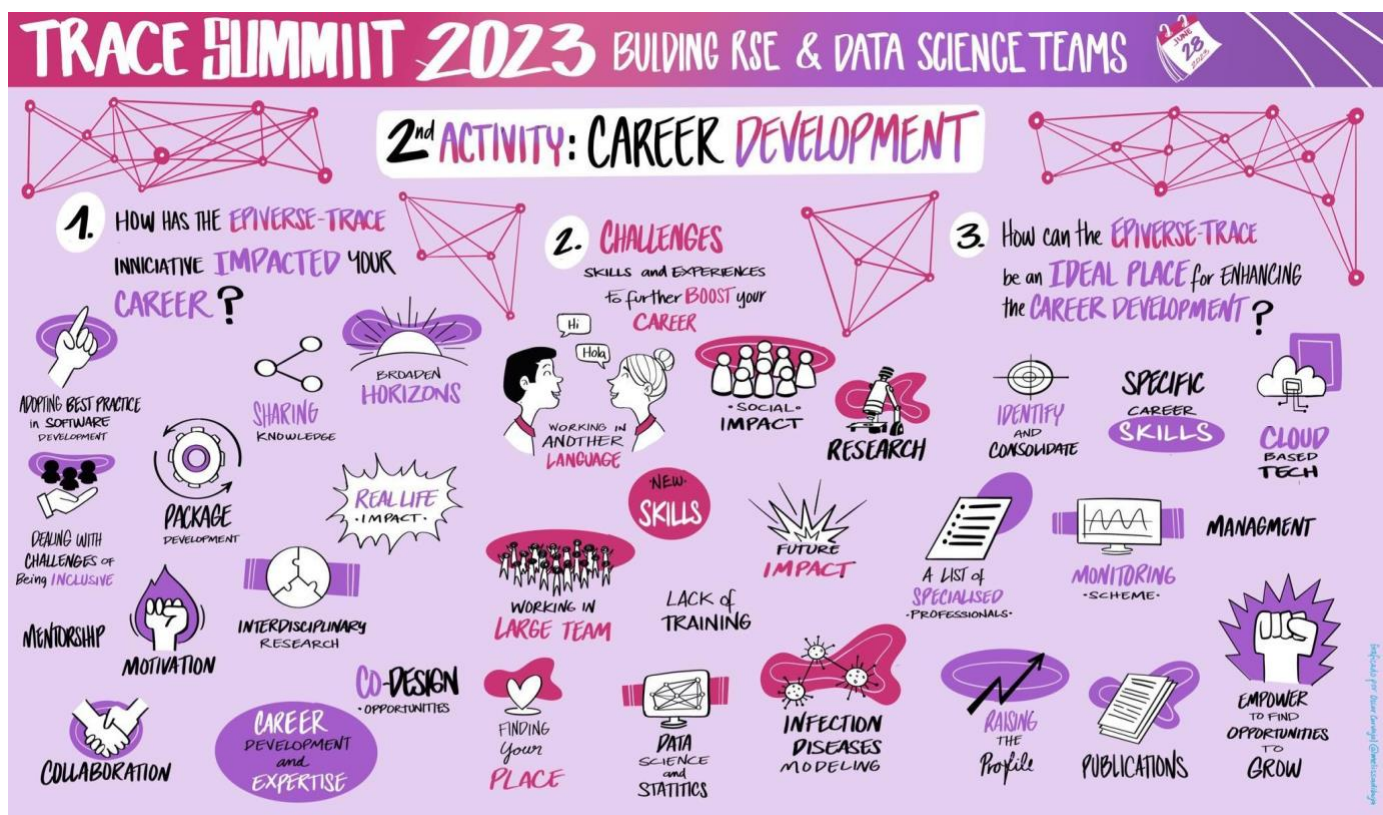 TRACE SUMMIIT 2023 BULDING RSE & DATA SCIENCE TEAMS
JUNE
28
2023
2nd ACTIVITY: CAREER DEVELOPMENT
1. HOW HAS THE EPIVERSE-TRACE
INNICIATIVE IMPACTED YOUR
CAREER?
ADOPTING BEST PRACTICE
in SOFTWARE
DEVELOPMENT
SHARING
KNOWLEDGE
BROADEN
HORIZONS
DEALING WITH
CHALLENGES OF
Being INCLUSIVE
PACKAGE
DEVELOPMENT
REAL LIFE
·IMPACT·
MENTORSHIP
MOTIVATION
INTERDISCIPLINARY
RESEARCH
CO-DESIGN
·OPPORTUNITIES
COLLABORATION
CAREER
DEVELOPMENT
and
EXPERTISE
2. CHALLENGES
SKILLS and EXPERIENCES
to further BOOST your
CAREER
Hi
Hola
WORKING IN
ANOTHER
LANGUAGE
·SOCIAL·
IMPACT
RESEARCH
NEW·
SKILLS
WORKING IN
LARGE TEAM
LACK of
TRAINING
FUTURE
IMPACT
FINDING
Your
PLACE
DATA
SCIENCE
and
STATITICS
INFECTION
DISEASES
MODELING
3. How can the EPIVERSE-TRACE
be an IDEAL PLACE for ENHANCING
the CAREER DEVELOPMENT?
IDENTIFY
AND
CONSOLIDATE
SPECIFIC
CAREER
SKILLS
CLOUD
BASED
TECH
A LIST of
SPECIALISED
·PROFESSIONALS·
MONITORING
·SCHEME·
MANAGMENT
RAISING
THE
Profile
PUBLICATIONS
EMPOWER
TO FIND
OPPORTUNITIES
TO
GROW